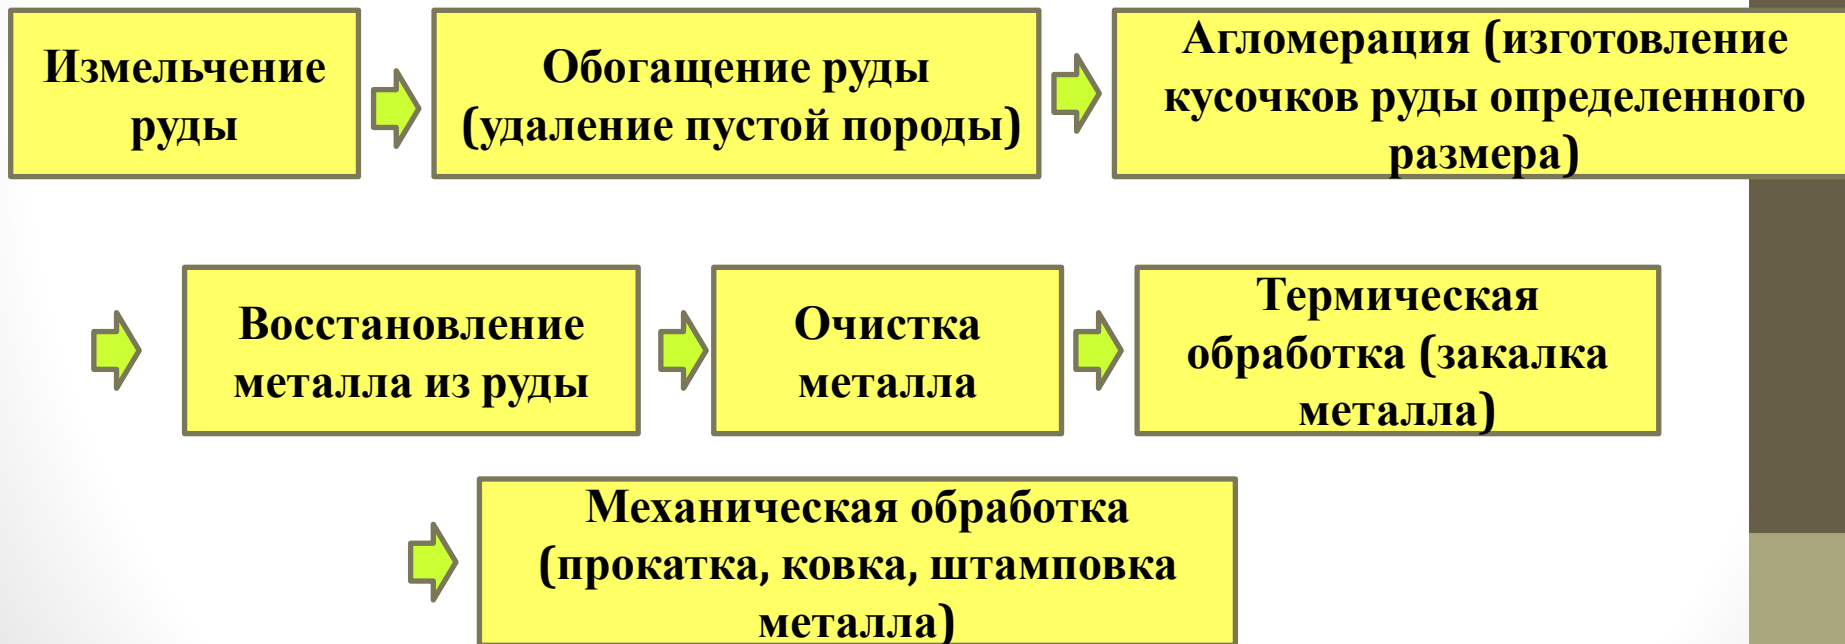 Измельчение
руды
Обогащение руды
(удаление пустой породы)
Агломерация (изготовление
кусочков руды определенного
размера)
Восстановление
металла из руды
Очистка
металла
Термическая
обработка (закалка
металла)
Механическая обработка
(прокатка, ковка, штамповка
металла)